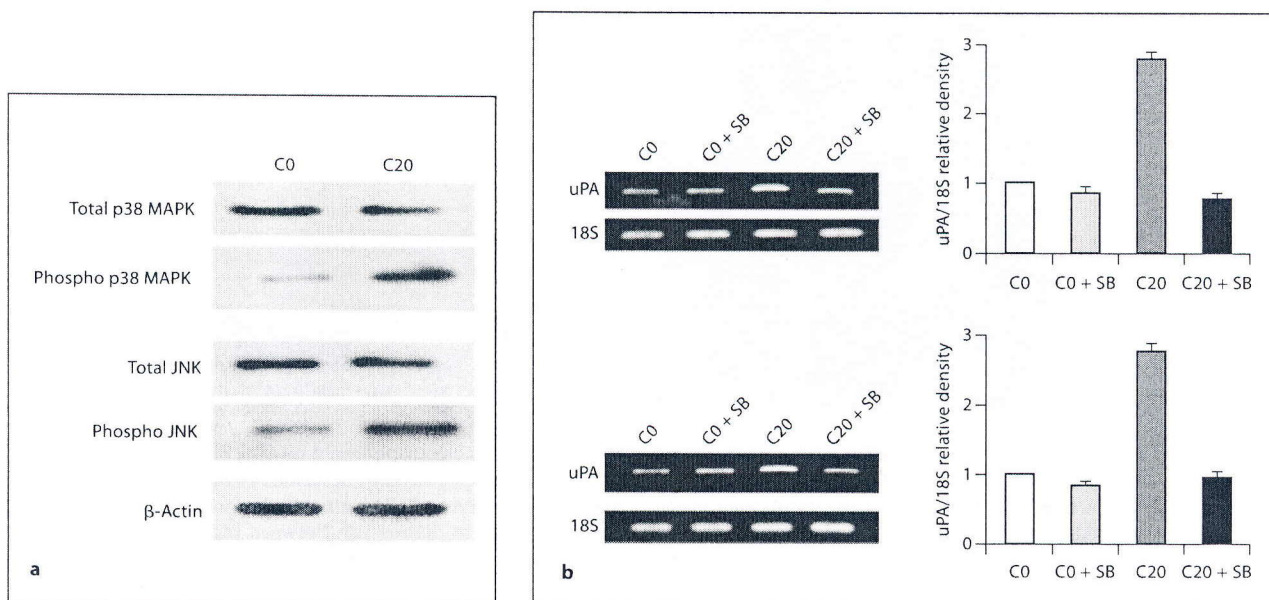 C0 C20
Total p38 MAPK
Phospho p38 MAPK
Total JNK
Phospho JNK
β-Actin
a
C0 C0 + SB C20 C20 + SB
uPA
18S
uPA/18S relative density
3
2
1
0
C0 C0 + SB C20 C20 + SB
C0 C0 + SB C20 C20 + SB
uPA
18S
uPA/18S relative density
3
2
1
0
C0 C0 + SB C20 C20 + SB
b